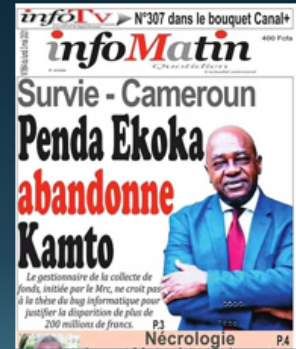 infoTV N°307 dans le bouquet Canal+
infoMatin
400 Fcfa
Quotidien
Survie - Cameroun
Penda Ekoka
abandonne
Kamto
Le gestionnaire de la collecte de
fonds, initiée par le Mrc, ne croit pas
à la thèse du bug informatique pour
justifier la disparition de plus de
200 millions de francs.
P.3
Nécrologie P.4